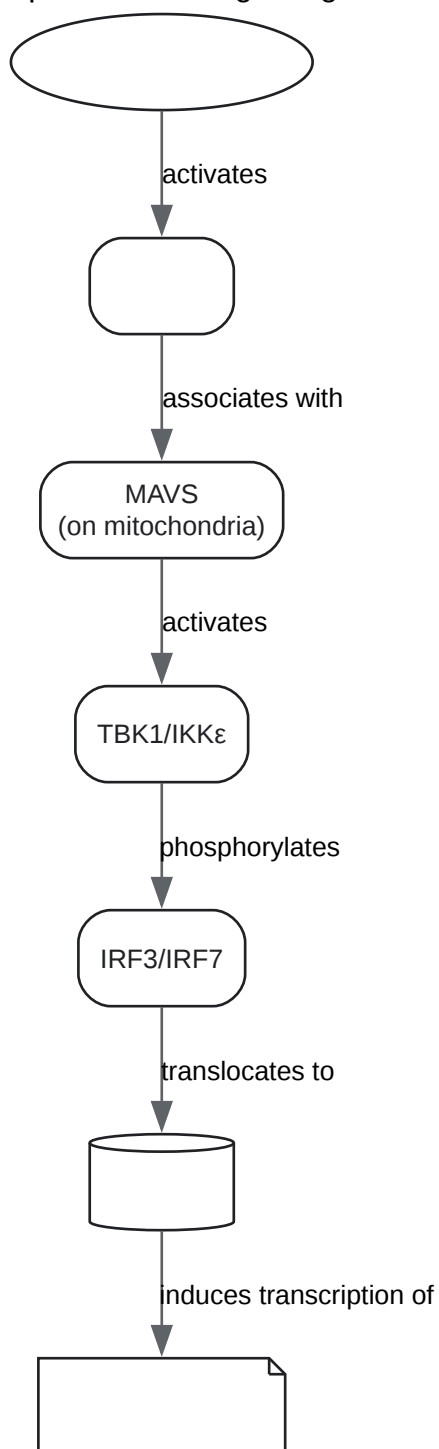 activates
associates with
MAVS
(on mitochondria)
activates
TBK1/IKKε
phosphorylates
IRF3/IRF7
translocates to
induces transcription of